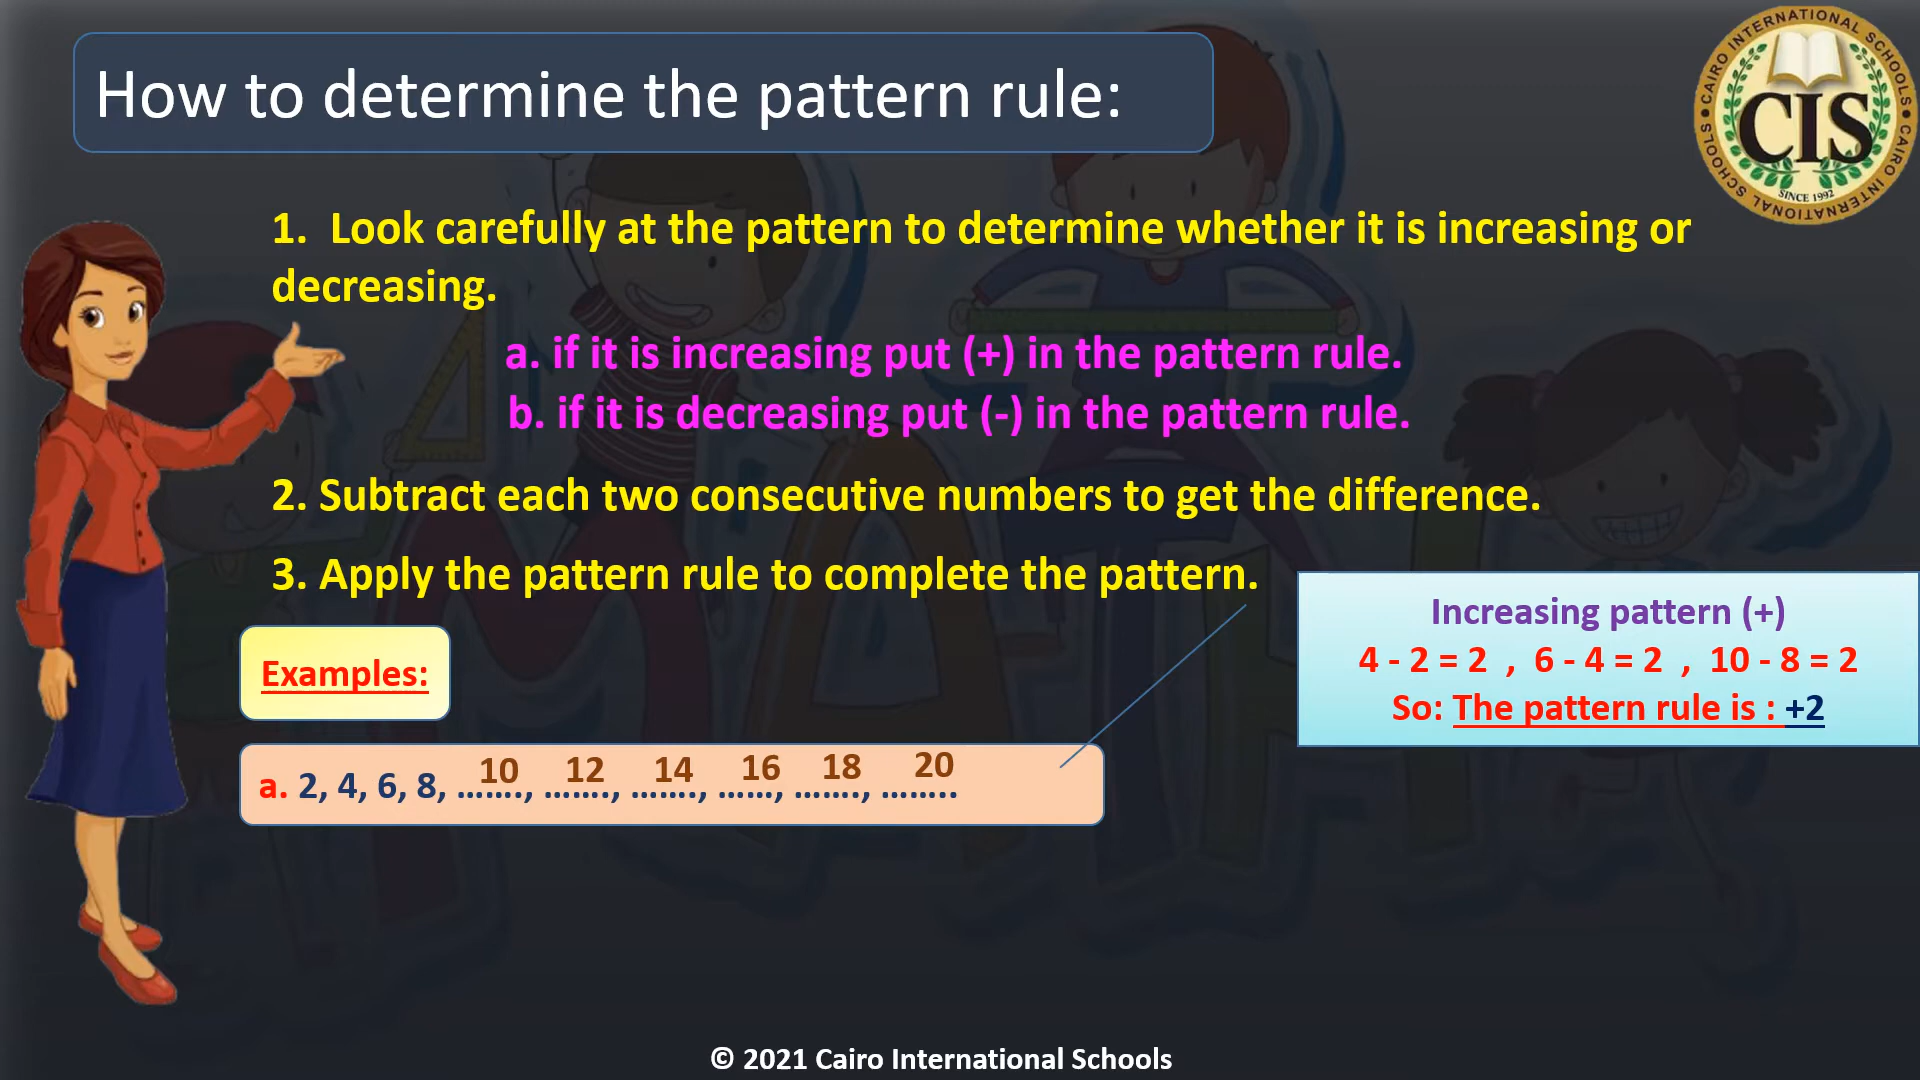 How to determine the pattern rule:
CAIRO INTERNATIONAL SCHOOLS • CAIRO INTERNATIONAL SCHOOLS •
CIS
SINCE 1992
1. Look carefully at the pattern to determine whether it is increasing or
decreasing.
a. if it is increasing put (+) in the pattern rule.
b. if it is decreasing put (-) in the pattern rule.
2. Subtract each two consecutive numbers to get the difference.
3. Apply the pattern rule to complete the pattern.
Increasing pattern (+)
4 - 2 = 2 , 6 - 4 = 2 , 10 - 8 = 2
So: The pattern rule is : +2
Examples:
10 12 14 16 18 20
a. 2, 4, 6, 8, ......., ......., ......., ......, ......., ........
© 2021 Cairo International Schools